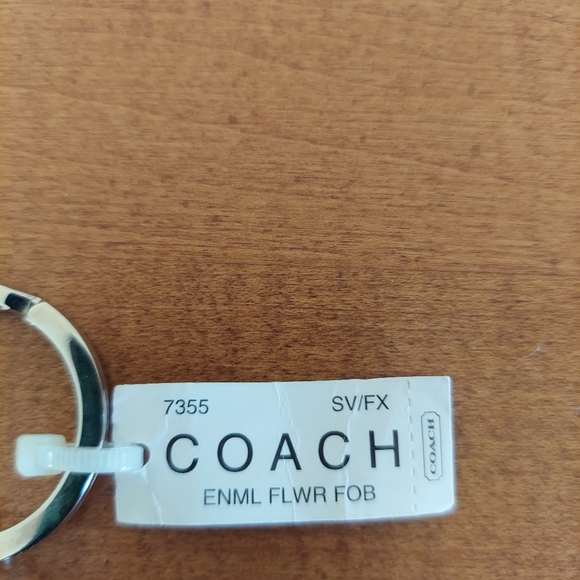 7355 SV/FX
COACH
ENML FLWR FOB
COACH